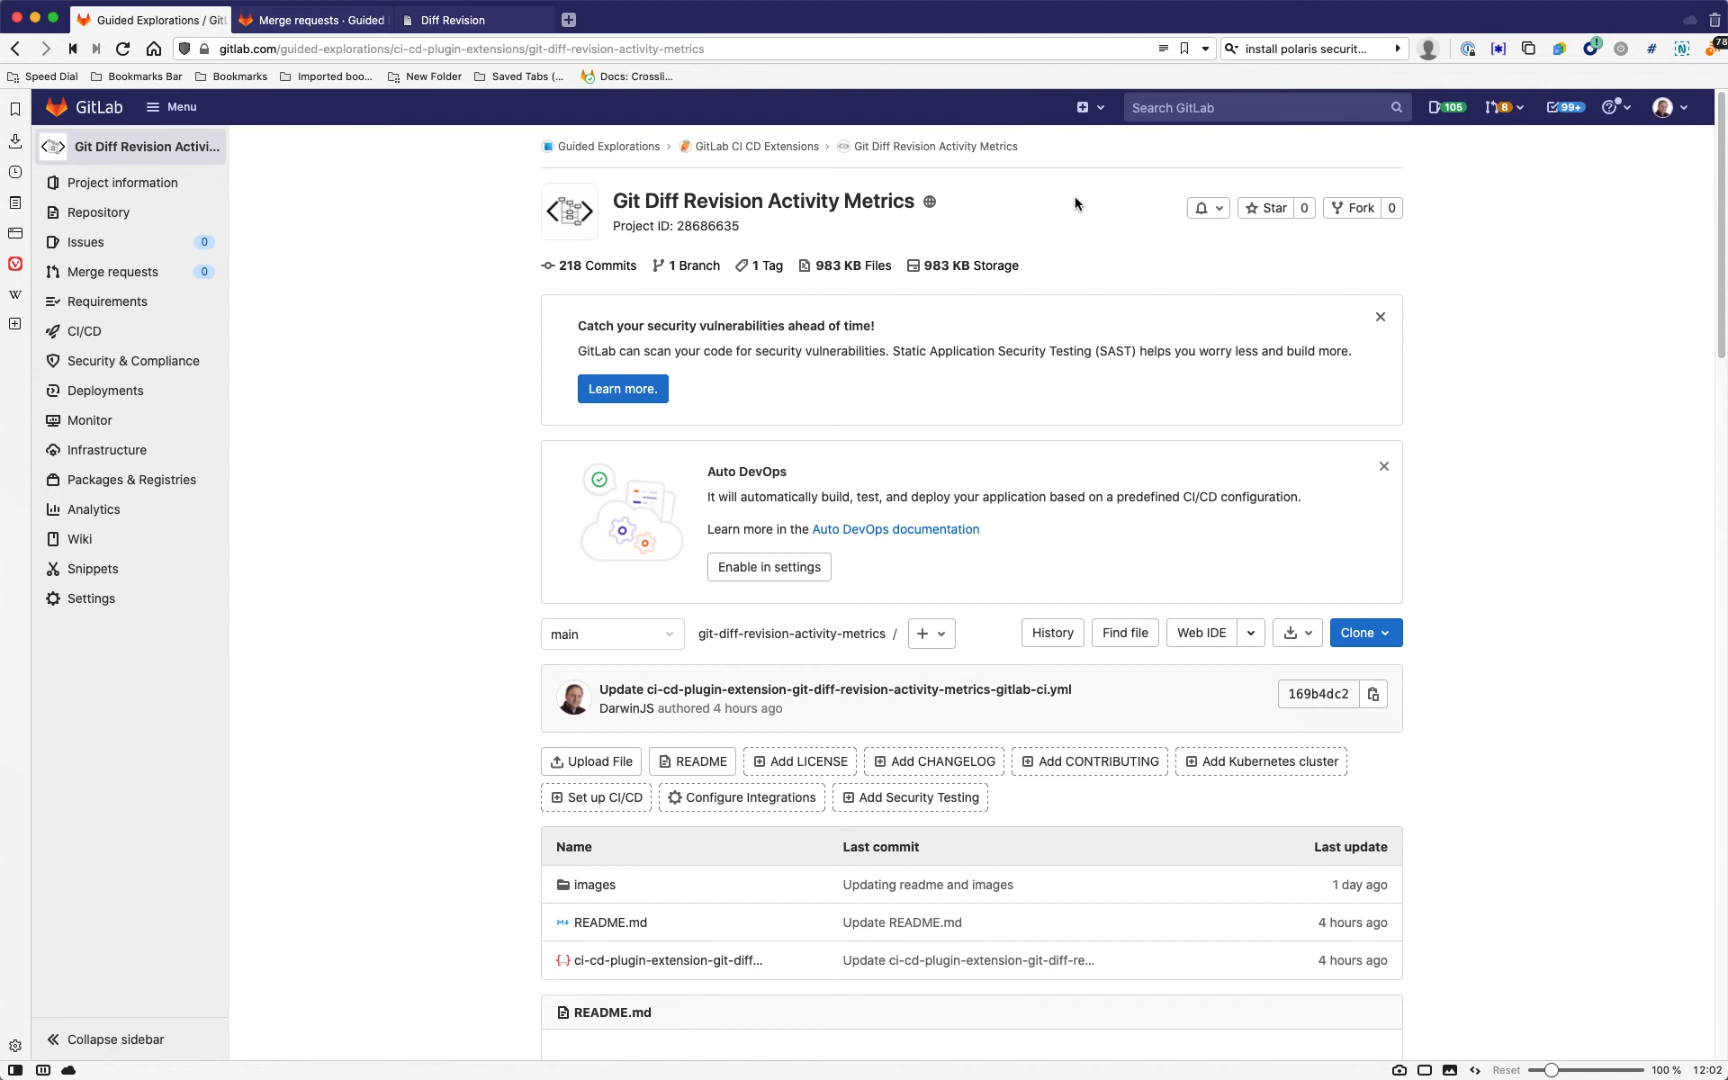 Guided Explorations / GitL
Merge requests · Guided
Diff Revision
gitlab.com/guided-explorations/ci-cd-plugin-extensions/git-diff-revision-activity-metrics
install polaris securit...
78
Speed Dial
Bookmarks Bar
Bookmarks
Imported boo...
New Folder
Saved Tabs (...
Docs: Crossli...
GitLab
Menu
Search GitLab
105
8
99+
Git Diff Revision Activi...
Project information
Repository
Issues 0
Merge requests 0
Requirements
CI/CD
Security & Compliance
Deployments
Monitor
Infrastructure
Packages & Registries
Analytics
Wiki
Snippets
Settings
Collapse sidebar
Guided Explorations › GitLab CI CD Extensions › Git Diff Revision Activity Metrics
Git Diff Revision Activity Metrics
Project ID: 28686635
Star 0
Fork 0
218 Commits 1 Branch 1 Tag 983 KB Files 983 KB Storage
Catch your security vulnerabilities ahead of time!
GitLab can scan your code for security vulnerabilities. Static Application Security Testing (SAST) helps you worry less and build more.
Learn more.
Auto DevOps
It will automatically build, test, and deploy your application based on a predefined CI/CD configuration.
Learn more in the Auto DevOps documentation
Enable in settings
main
git-diff-revision-activity-metrics /
History
Find file
Web IDE
Clone
Update ci-cd-plugin-extension-git-diff-revision-activity-metrics-gitlab-ci.yml
DarwinJS authored 4 hours ago
169b4dc2
Upload File
README
Add LICENSE
Add CHANGELOG
Add CONTRIBUTING
Add Kubernetes cluster
Set up CI/CD
Configure Integrations
Add Security Testing
Name Last commit Last update
images Updating readme and images 1 day ago
README.md Update README.md 4 hours ago
ci-cd-plugin-extension-git-diff... Update ci-cd-plugin-extension-git-diff-re... 4 hours ago
README.md
Reset
100 %
12:02